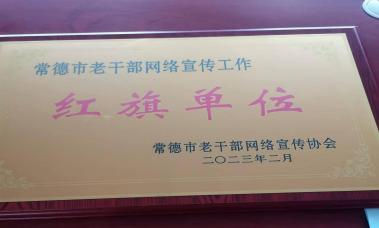 常德市老干部网络宣传工作
红旗单位
常德市老干部网络宣传协会
二〇二三年二月